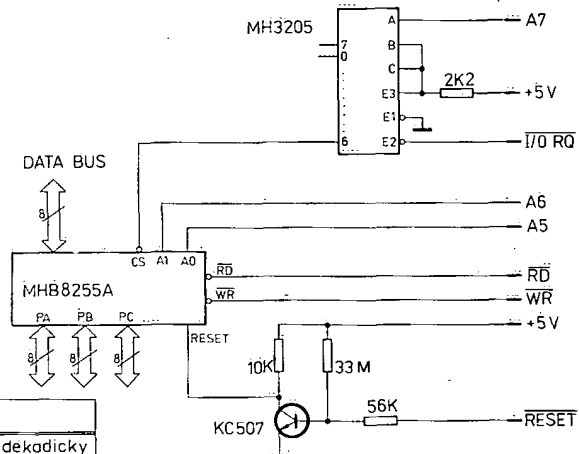 MH3205
7
0
6
A
B
C
E3
E1
E2
A7
2K2
+5V
I/O RQ
DATA BUS
8
A6
A5
CS A1 A0
RD
WR
RD
WR
MHB8255A
PA PB PC
RESET
8 8 8
+5V
10K
33M
KC507
56K
RESET
dekadicky